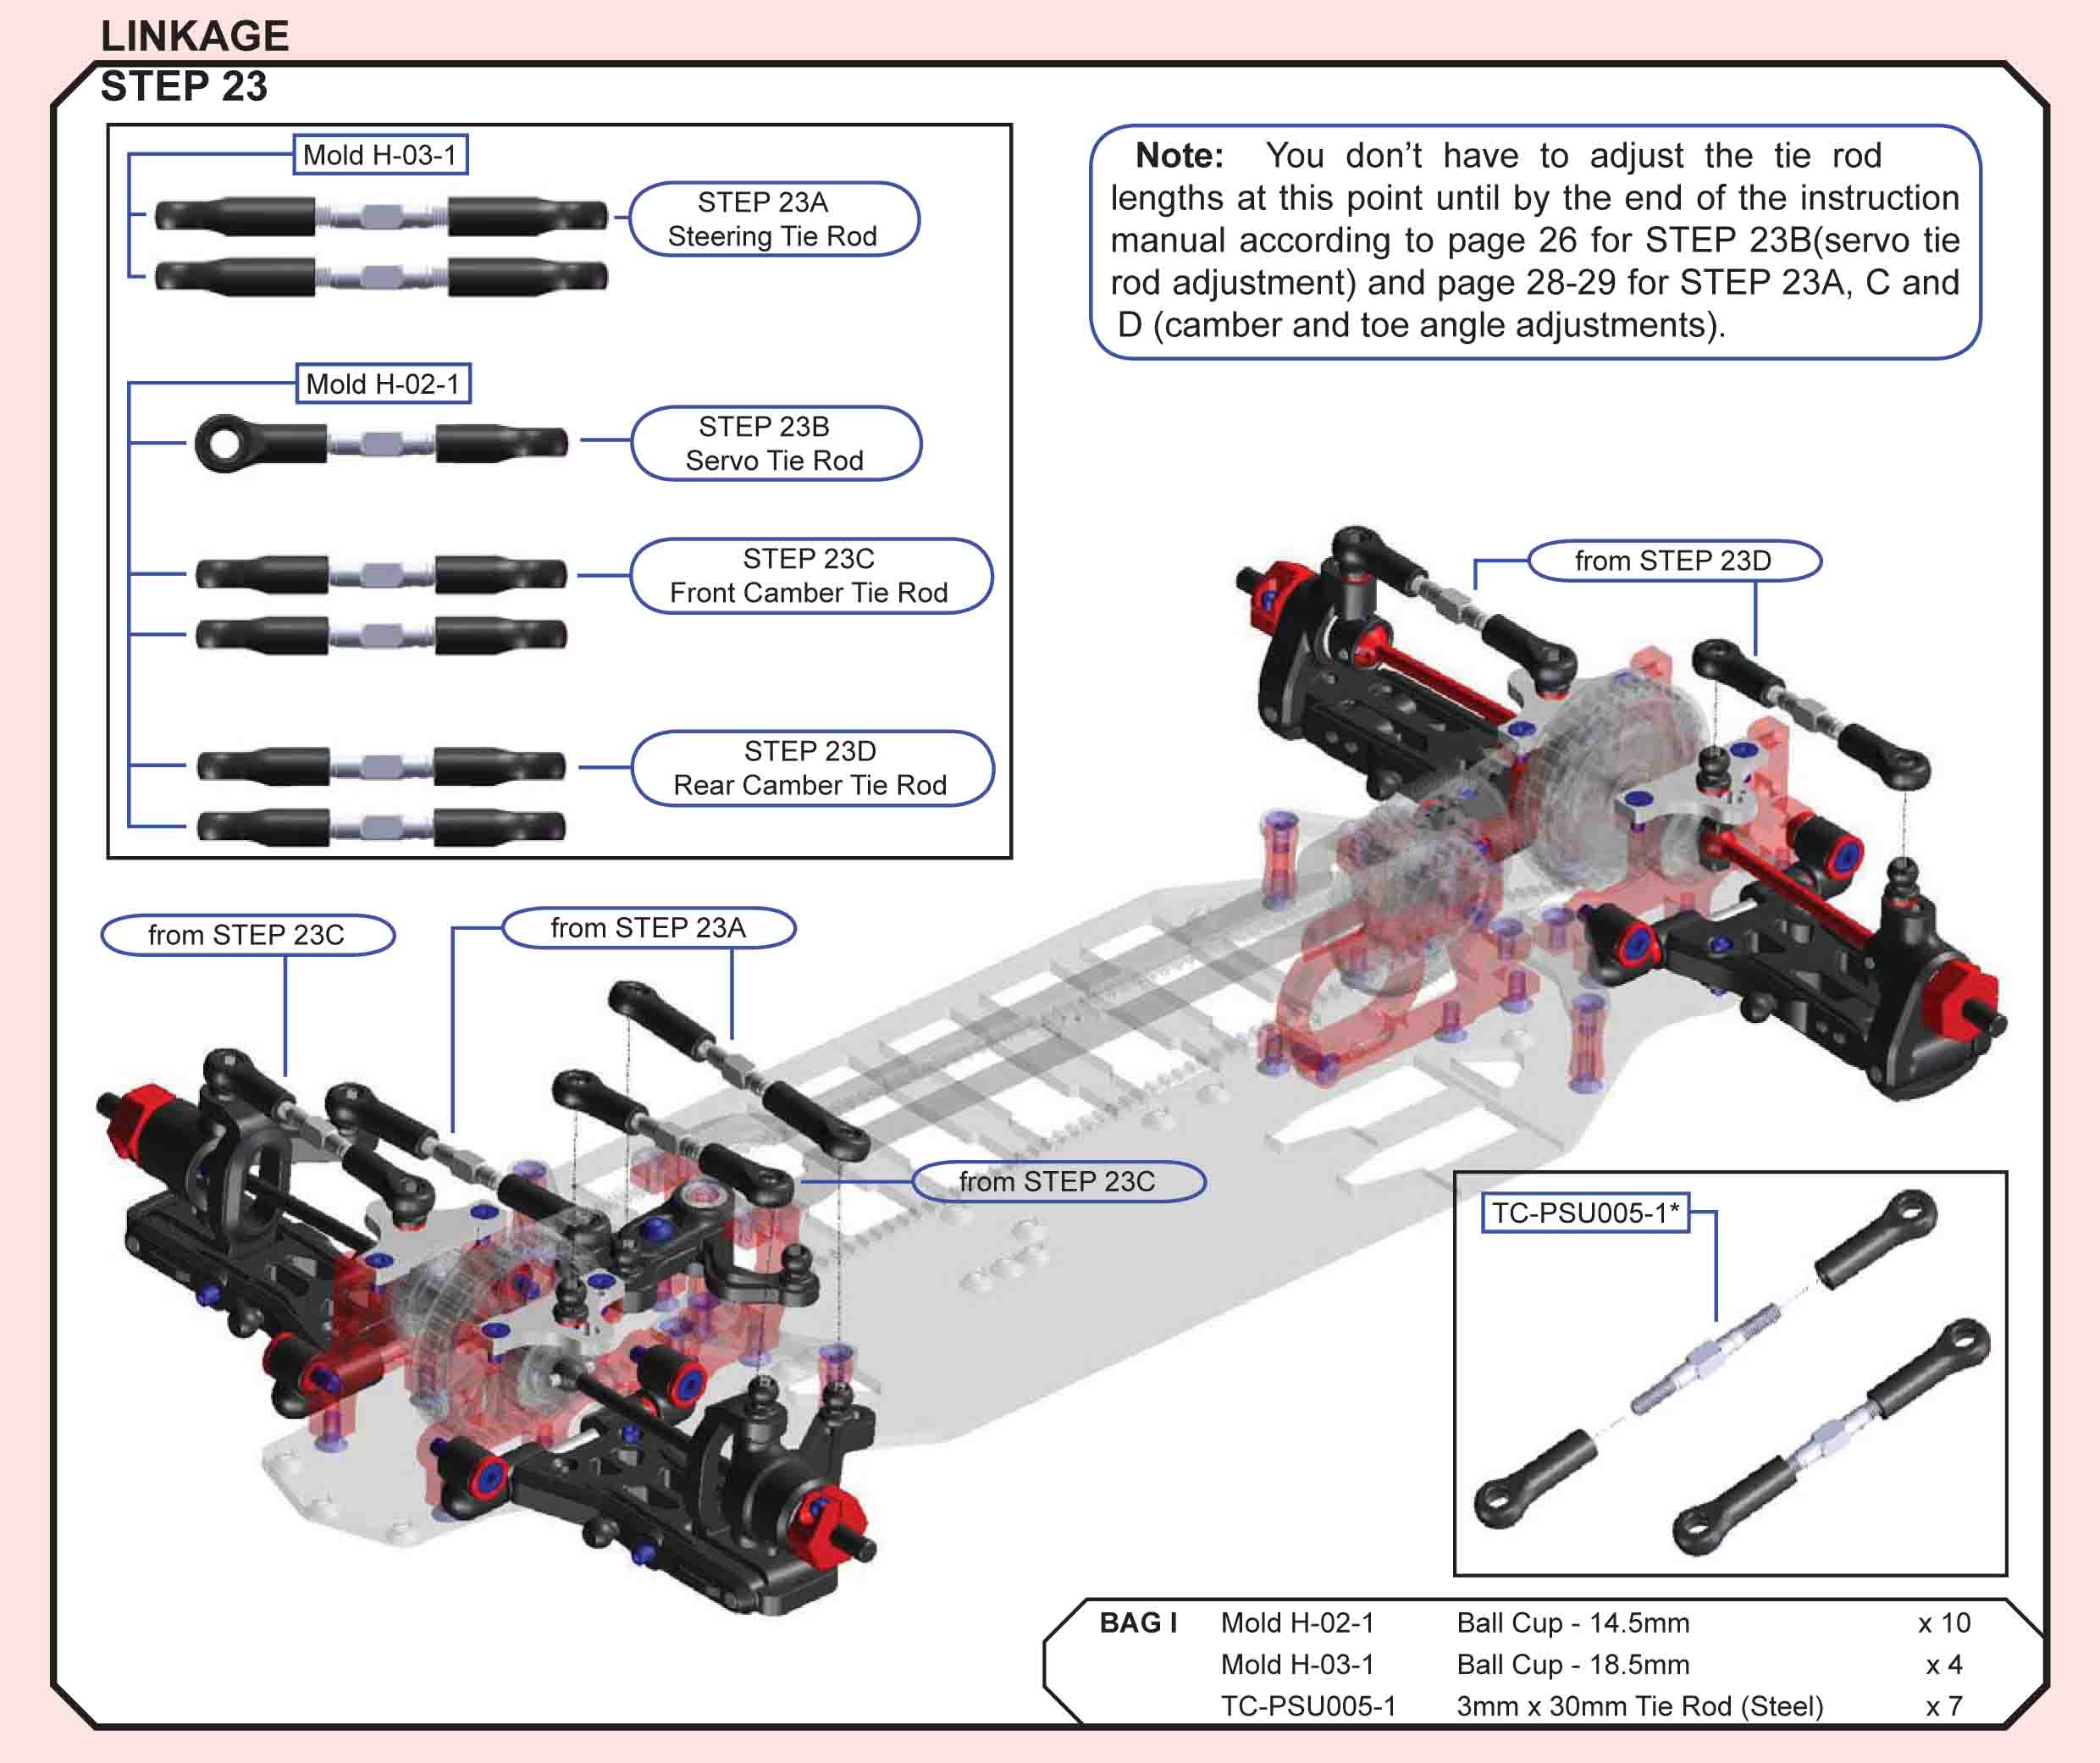 LINKAGE
STEP 23
Mold H-03-1
STEP 23A
Steering Tie Rod
Mold H-02-1
STEP 23B
Servo Tie Rod
STEP 23C
Front Camber Tie Rod
STEP 23D
Rear Camber Tie Rod
Note: You don't have to adjust the tie rod
lengths at this point until by the end of the instruction
manual according to page 26 for STEP 23B(servo tie
rod adjustment) and page 28-29 for STEP 23A, C and
D (camber and toe angle adjustments).
from STEP 23D
from STEP 23C
from STEP 23A
from STEP 23C
TC-PSU005-1*
BAG I Mold H-02-1 Ball Cup - 14.5mm x 10
Mold H-03-1 Ball Cup - 18.5mm x 4
TC-PSU005-1 3mm x 30mm Tie Rod (Steel) x 7